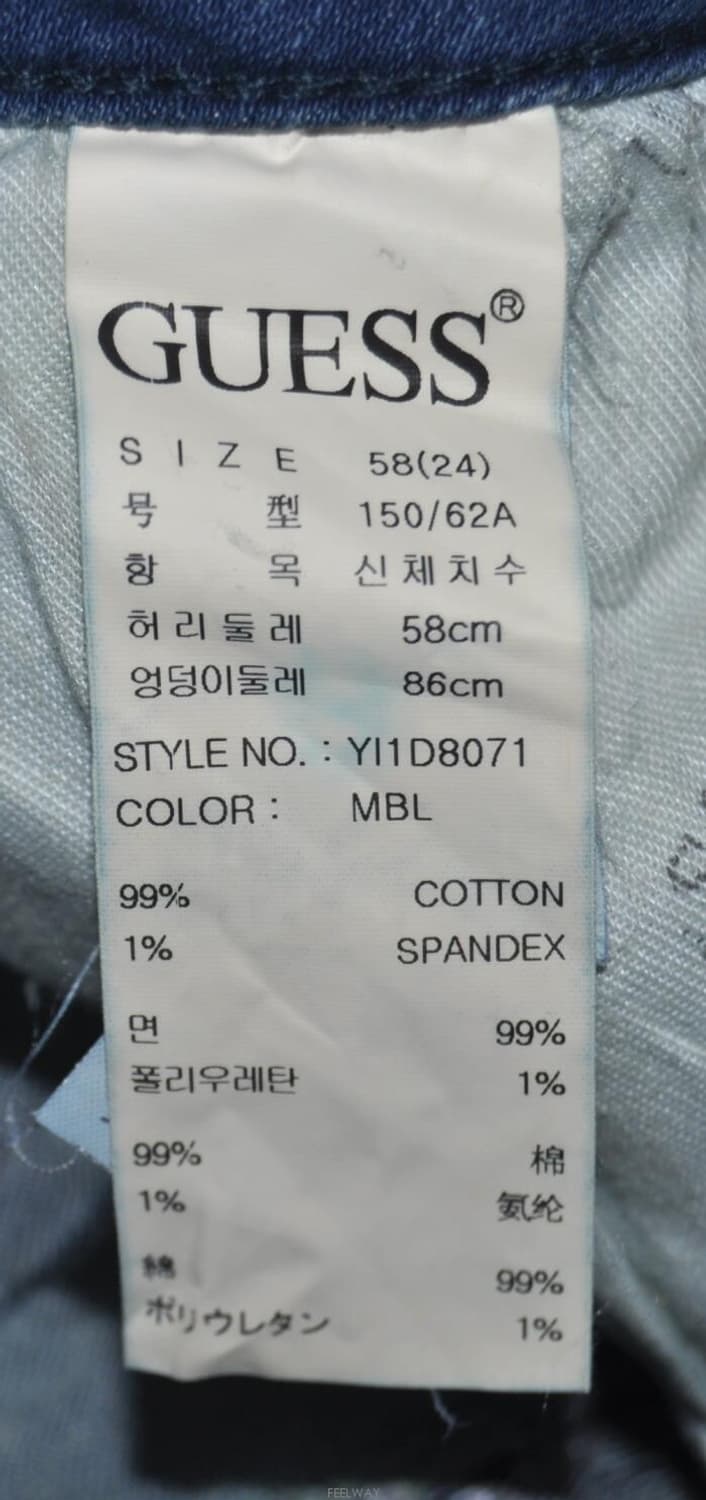 GUESS®
SIZE 58(24)
号型 150/62A
항목 신체치수
허리둘레 58cm
엉덩이둘레 86cm
STYLE NO. : YI1D8071
COLOR : MBL
99% COTTON
1% SPANDEX
면 99%
폴리우레탄 1%
99% 棉
1% 氨纶
綿 99%
ポリウレタン 1%
FEELWAY